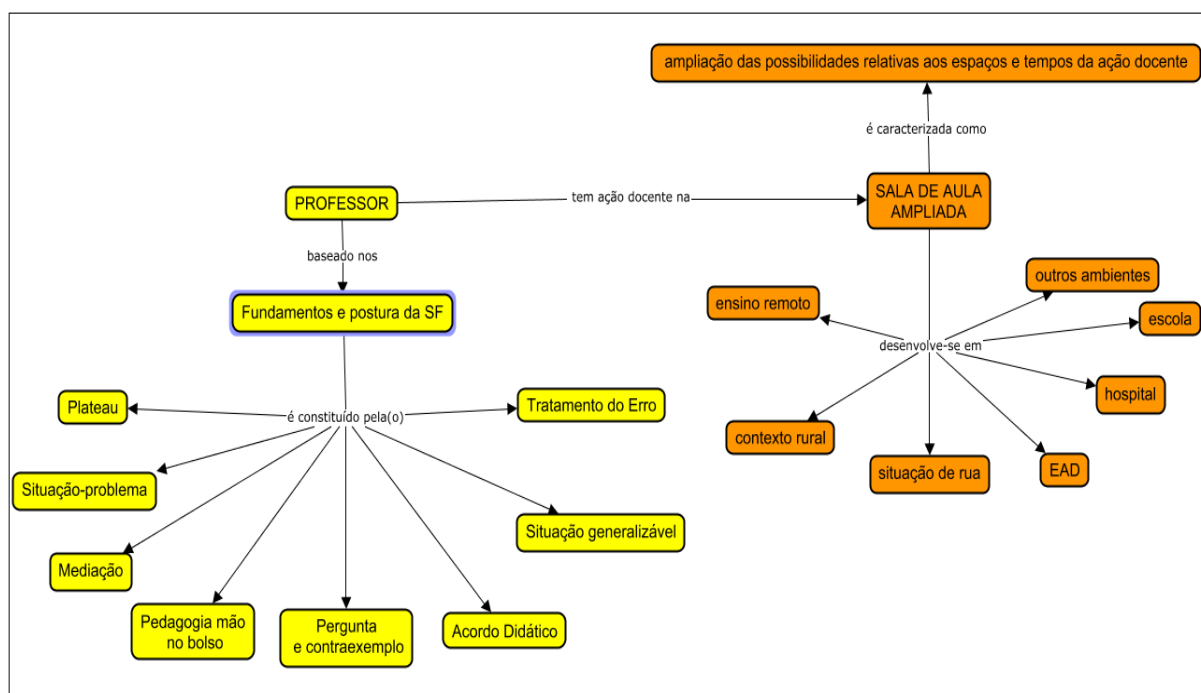 ampliação das possibilidades relativas aos espaços e tempos da ação docente
é caracterizada como
PROFESSOR
tem ação docente na
SALA DE AULA
AMPLIADA
baseado nos
Fundamentos e postura da SF
ensino remoto
outros ambientes
escola
desenvolve-se em
hospital
contexto rural
situação de rua
EAD
Plateau
é constituído pela(o)
Tratamento do Erro
Situação-problema
Situação generalizável
Mediação
Pedagogia mão
no bolso
Pergunta
e contraexemplo
Acordo Didático